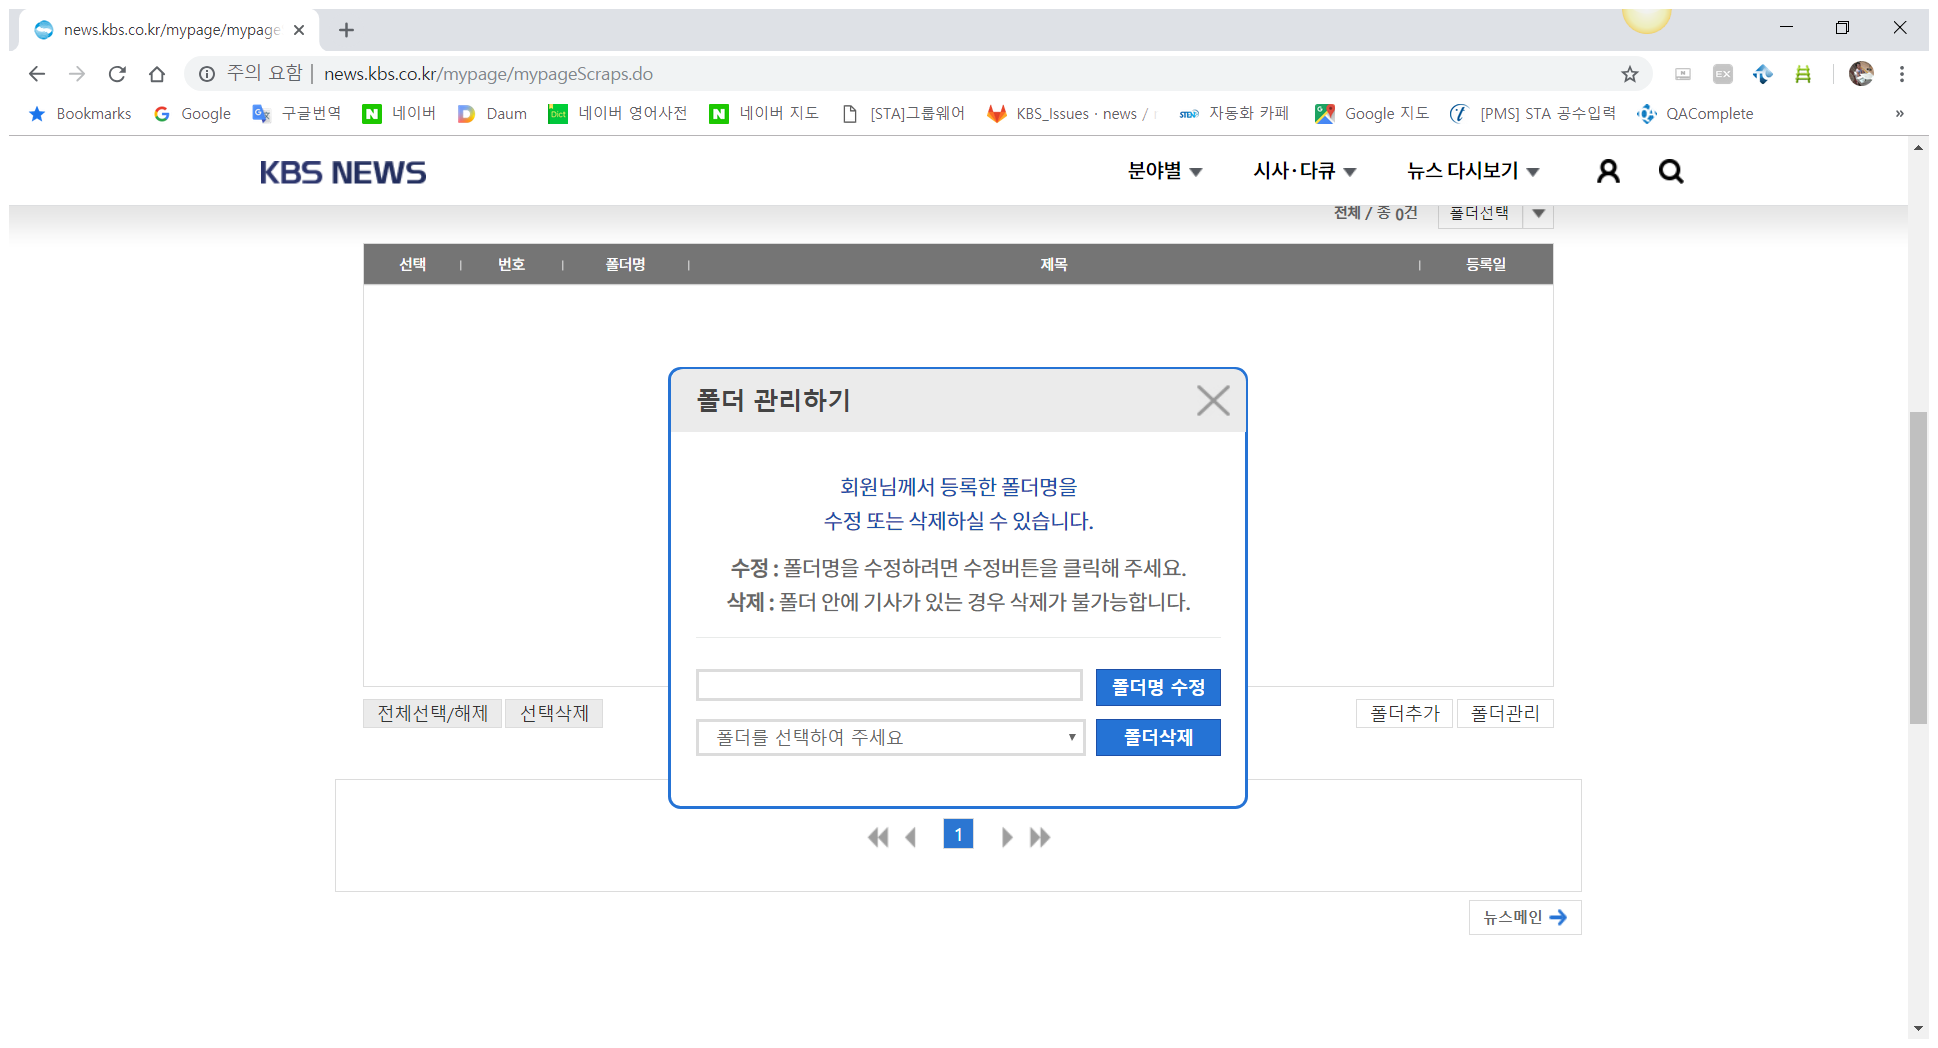 news.kbs.co.kr/mypage/mypage
주의 요함 | news.kbs.co.kr/mypage/mypageScraps.do
EX
Bookmarks Google 구글번역 네이버 Daum 네이버 영어사전 네이버 지도 [STA]그룹웨어 KBS_Issues · news / 자동화 카페 Google 지도 [PMS] STA 공수입력 QAComplete »
KBS NEWS 분야별 시사·다큐 뉴스 다시보기
전체 / 총 0건 폴더선택
선택 번호 폴더명 제목 등록일
폴더 관리하기
회원님께서 등록한 폴더명을
수정 또는 삭제하실 수 있습니다.
수정 : 폴더명을 수정하려면 수정버튼을 클릭해 주세요.
삭제 : 폴더 안에 기사가 있는 경우 삭제가 불가능합니다.
폴더명 수정
전체선택/해제 선택삭제 폴더추가 폴더관리
폴더를 선택하여 주세요 폴더삭제
1
뉴스메인